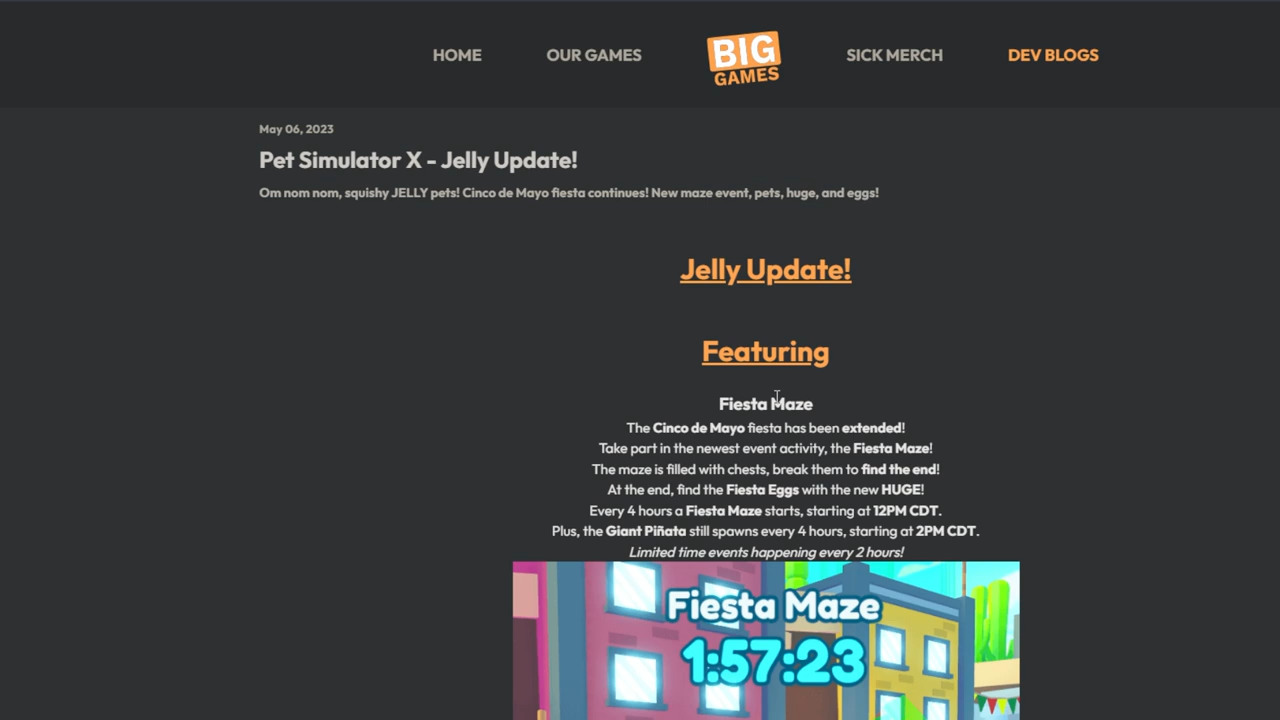 HOME
OUR GAMES
BIG
GAMES
SICK MERCH
DEV BLOGS
May 06, 2023
Pet Simulator X - Jelly Update!
Om nom nom, squishy JELLY pets! Cinco de Mayo fiesta continues! New maze event, pets, huge, and eggs!
Jelly Update!
Featuring
Fiesta Maze
The Cinco de Mayo fiesta has been extended!
Take part in the newest event activity, the Fiesta Maze!
The maze is filled with chests, break them to find the end!
At the end, find the Fiesta Eggs with the new HUGE!
Every 4 hours a Fiesta Maze starts, starting at 12PM CDT.
Plus, the Giant Piñata still spawns every 4 hours, starting at 2PM CDT.
Limited time events happening every 2 hours!
Fiesta Maze
1:57:23